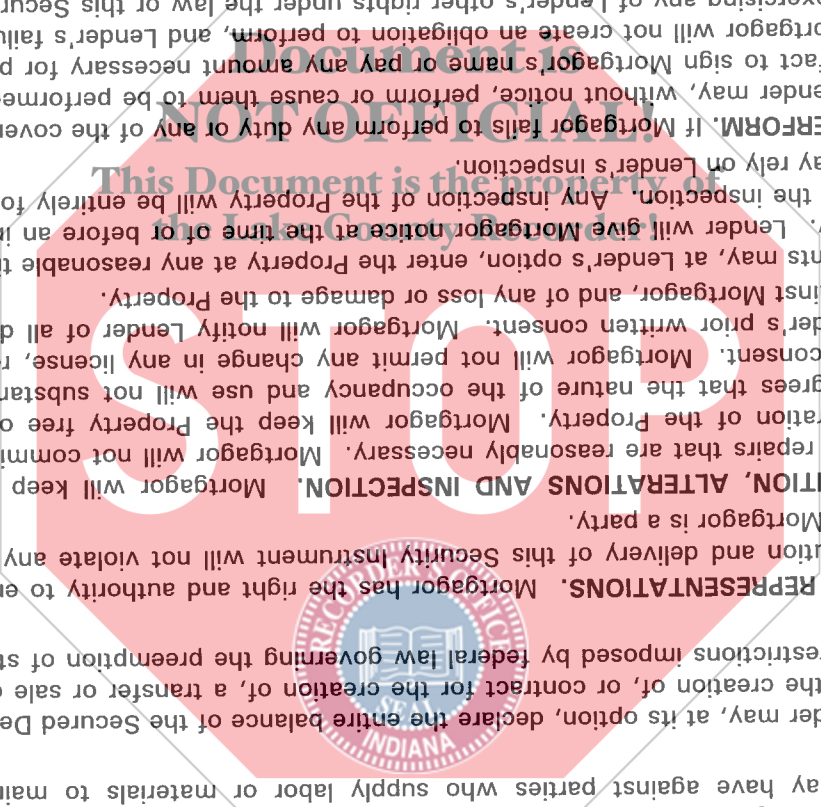 ay have against parties who supply labor or materials to main
der may, at its option, declare the entire balance of the Secured De
the creation of, or contract for the creation of, a transfer or sale
restrictions imposed by federal law governing the preemption of st
REPRESENTATIONS. Mortgagor has the right and authority to en
ution and delivery of this Security Instrument will not violate any
Mortgagor is a party.
ITION, ALTERATIONS AND INSPECTION. Mortgagor will keep
repairs that are reasonably necessary. Mortgagor will not commi
ration of the Property. Mortgagor will keep the Property free o
grees that the nature of the occupancy and use will not substan
consent. Mortgagor will not permit any change in any license, r
der's prior written consent. Mortgagor will notify Lender of all d
inst Mortgagor, and of any loss or damage to the Property.
nts may, at Lender's option, enter the Property at any reasonable ti
y. Lender will give Mortgagor notice at the time of or before an i
the inspection. Any inspection of the Property will be entirely fo
ay rely on Lender's inspection.
ERFORM. If Mortgagor fails to perform any duty or any of the cover
ender may, without notice, perform or cause them to be performe
fact to sign Mortgagor's name or pay any amount necessary for p
ortgagor will not create an obligation to perform, and Lender's failu
exercising any of Lender's other rights under the law or this Secur
Document is
NOT OFFICIAL!
This Document is the property of
the Lake County Recorder!
STOP
RECORDER'S OFFICE
SEAL
INDIANA